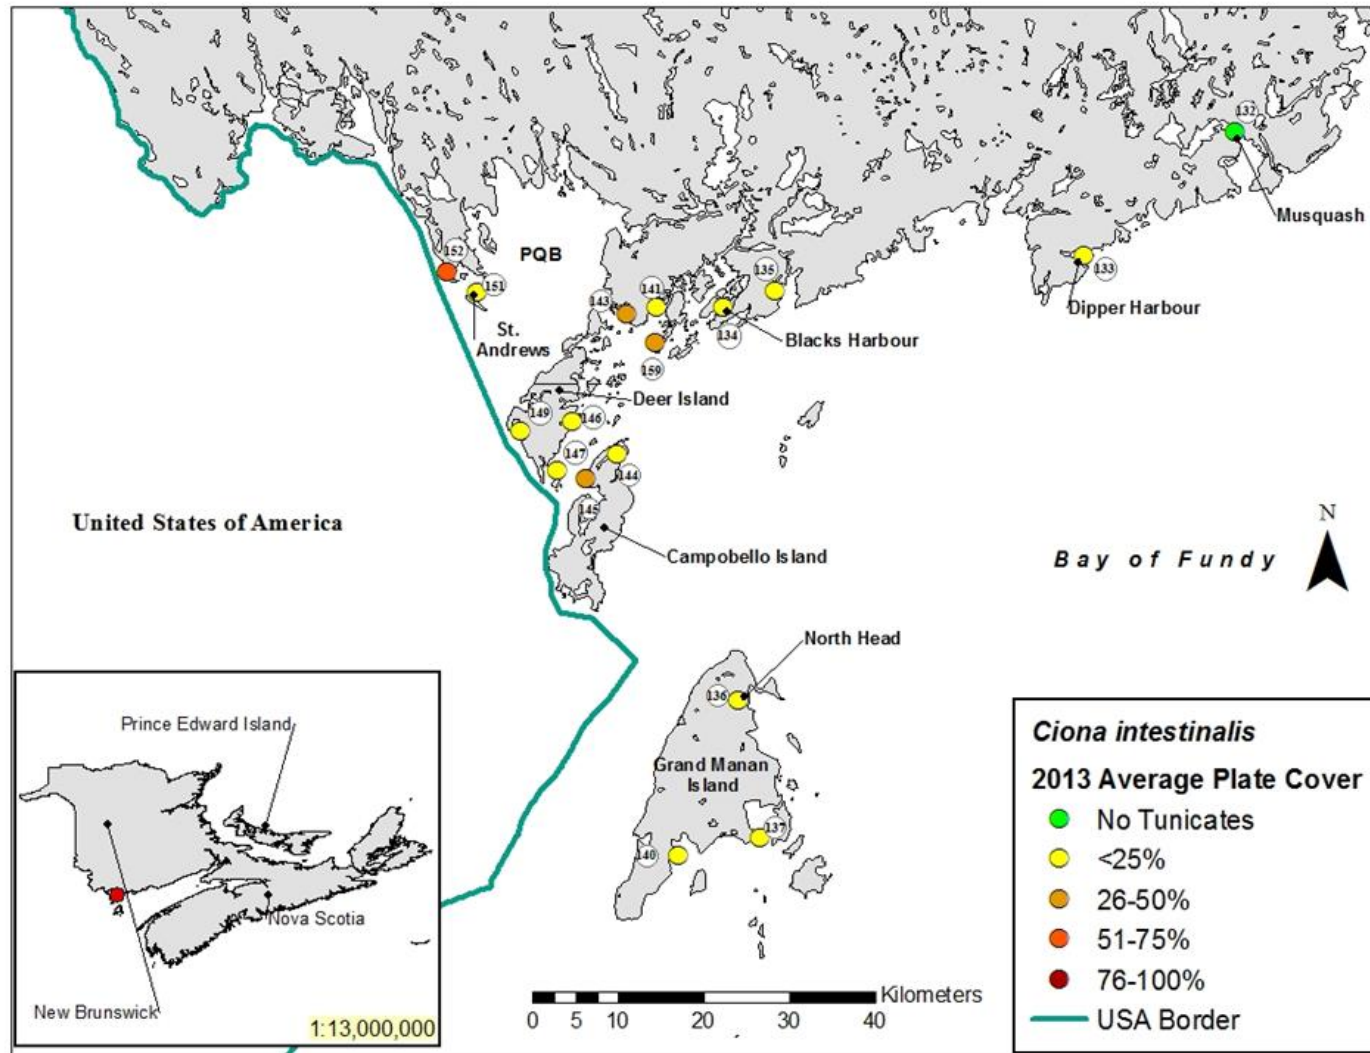 132
Musquash
152
PQB
151
135
133
143
141
Dipper Harbour
St.
Andrews
134
Blacks Harbour
159
Deer Island
149
146
147
144
145
United States of America
N
Bay of Fundy
Campobello Island
North Head
136
Grand Manan
Island
137
140
Prince Edward Island
Nova Scotia
New Brunswick
1:13,000,000
Kilometers
0 5 10 20 30 40
Ciona intestinalis
2013 Average Plate Cover
No Tunicates
<25%
26-50%
51-75%
76-100%
USA Border